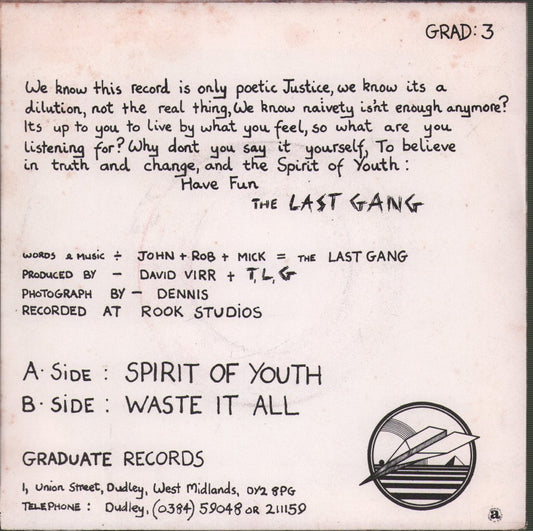 GRAD: 3
We know this record is only poetic Justice, we know its a
dilution, not the real thing, We know naivety isn't enough anymore?
Its up to you to live by what you feel, so what are you
listening for? Why dont you say it yourself, To believe
in truth and change, and the Spirit of Youth:
Have Fun
THE LAST GANG
WORDS & MUSIC ÷ JOHN + ROB + MICK = THE LAST GANG
PRODUCED BY - DAVID VIRR + T.L.G
PHOTOGRAPH BY - DENNIS
RECORDED AT ROOK STUDIOS
A·SIDE: SPIRIT OF YOUTH
B·SIDE: WASTE IT ALL
GRADUATE RECORDS
1, Union Street, Dudley, West Midlands, DY2 8PG
TELEPHONE: Dudley, (0384) 59048 OR 211159
a